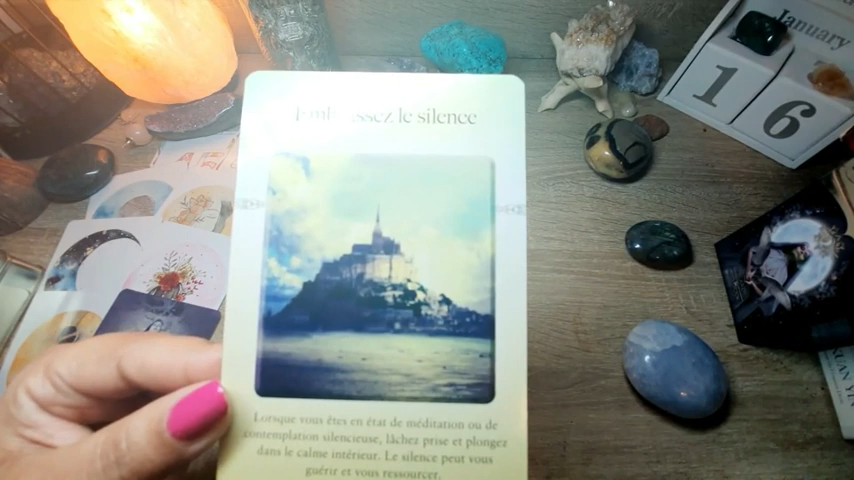 le silence
Lorsque vous êtes en état de méditation ou de
contemplation silencieuse, lâchez prise et plongez
dans le calme intérieur. Le silence peut vous
guérir et vous ressourcer.
January
1 6